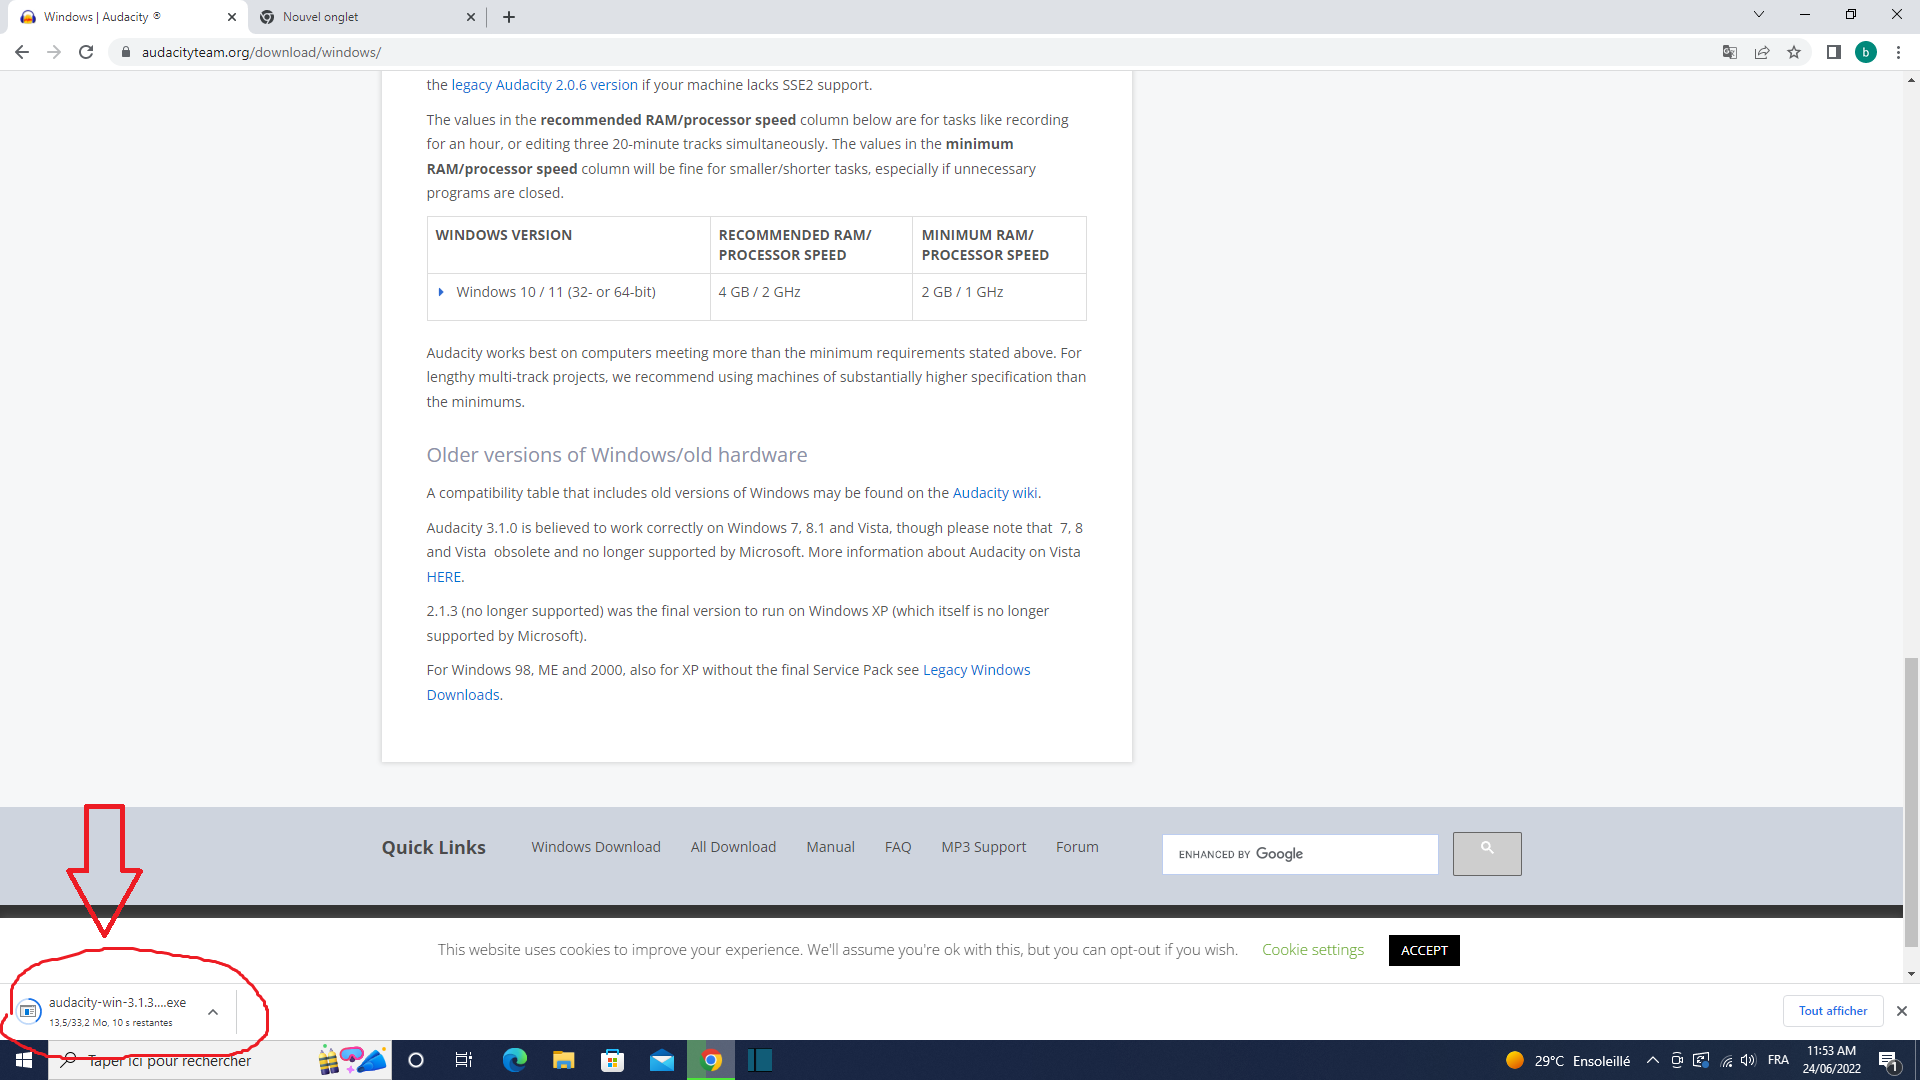 Windows | Audacity ®
Nouvel onglet
audacityteam.org/download/windows/
b
the legacy Audacity 2.0.6 version if your machine lacks SSE2 support.
The values in the recommended RAM/processor speed column below are for tasks like recording
for an hour, or editing three 20-minute tracks simultaneously. The values in the minimum
RAM/processor speed column will be fine for smaller/shorter tasks, especially if unnecessary
programs are closed.
WINDOWS VERSION
RECOMMENDED RAM/
PROCESSOR SPEED
MINIMUM RAM/
PROCESSOR SPEED
Windows 10 / 11 (32- or 64-bit)
4 GB / 2 GHz
2 GB / 1 GHz
Audacity works best on computers meeting more than the minimum requirements stated above. For
lengthy multi-track projects, we recommend using machines of substantially higher specification than
the minimums.
Older versions of Windows/old hardware
A compatibility table that includes old versions of Windows may be found on the Audacity wiki.
Audacity 3.1.0 is believed to work correctly on Windows 7, 8.1 and Vista, though please note that 7, 8
and Vista obsolete and no longer supported by Microsoft. More information about Audacity on Vista
HERE.
2.1.3 (no longer supported) was the final version to run on Windows XP (which itself is no longer
supported by Microsoft).
For Windows 98, ME and 2000, also for XP without the final Service Pack see Legacy Windows
Downloads.
Quick Links
Windows Download
All Download
Manual
FAQ
MP3 Support
Forum
ENHANCED BY Google
This website uses cookies to improve your experience. We'll assume you're ok with this, but you can opt-out if you wish.
Cookie settings
ACCEPT
audacity-win-3.1.3....exe
13,5/33,2 Mo, 10 s restantes
Tout afficher
Taper ici pour rechercher
29°C Ensoleillé
FRA
11:53 AM
24/06/2022
1